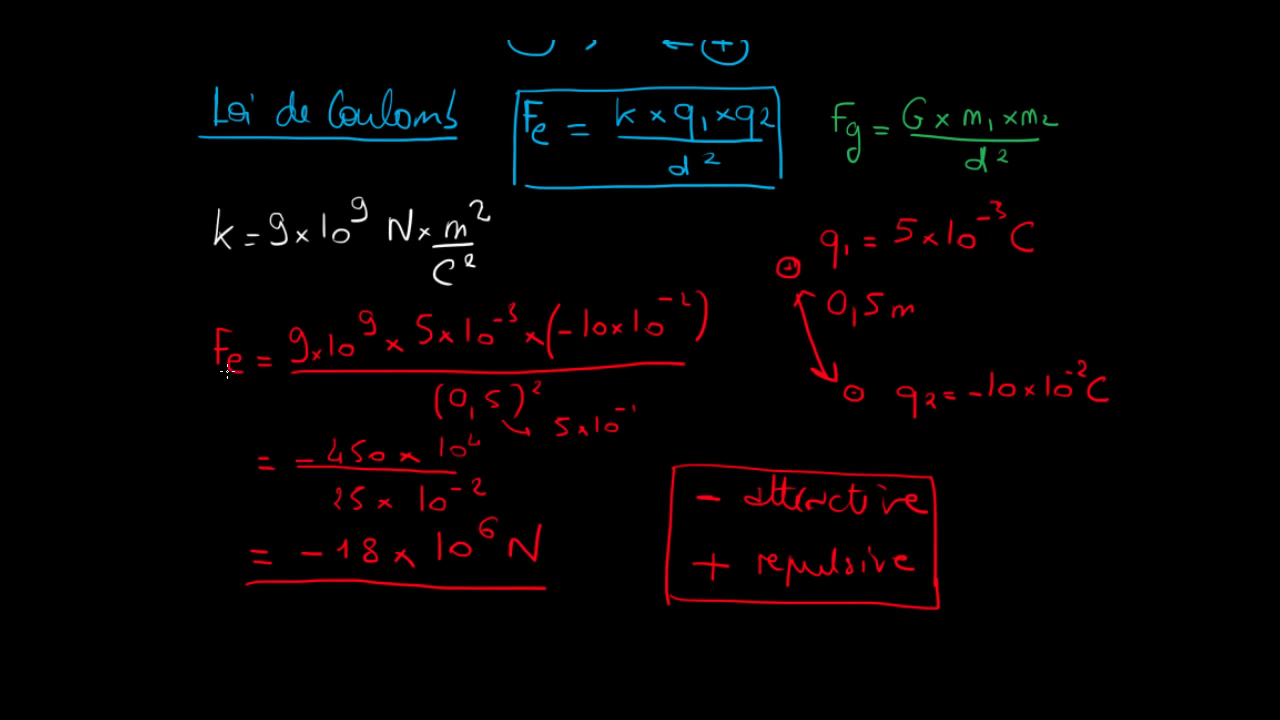 +
Loi de Coulomb Fe = k × q1 × q2 / d² Fg = G × m1 × m2 / d²
k = 9 × 10⁹ N × m² / C²
q1 = 5 × 10⁻³ C
+
0,5 m
- q2 = -10 × 10⁻² C
Fe = 9 × 10⁹ × 5 × 10⁻³ × (-10 × 10⁻²) / (0,5)²
5 × 10⁻¹
= -450 × 10⁴ / 25 × 10⁻²
= -18 × 10⁶ N
- attractive
+ repulsive